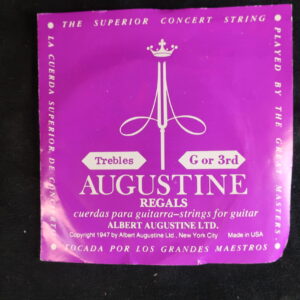 THE SUPERIOR CONCERT STRING
PLAYED BY THE GREAT MASTERS
LA CUERDA SUPERIOR DE CONCIERTO
Trebles
G or 3rd
AUGUSTINE
REGALS
cuerdas para guitarra–strings for guitar
ALBERT AUGUSTINE LTD.
Copyright 1947 by Albert Augustine Ltd., New York City Made in USA
TOCADA POR LOS GRANDES MAESTROS